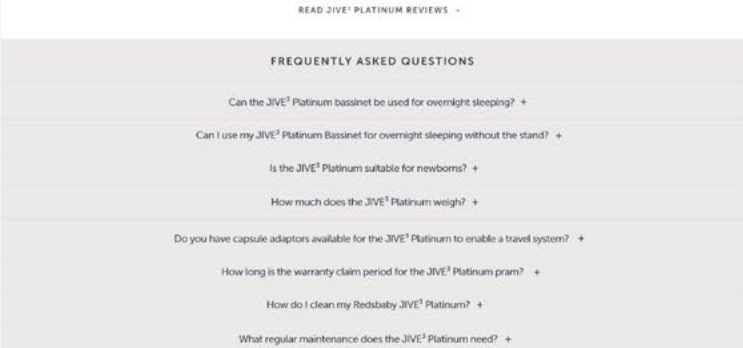 READ JIVE³ PLATINUM REVIEWS
FREQUENTLY ASKED QUESTIONS
Can the JIVE³ Platinum bassinet be used for overnight sleeping? +
Can I use my JIVE³ Platinum Bassinet for overnight sleeping without the stand? +
Is the JIVE³ Platinum suitable for newborns? +
How much does the JIVE³ Platinum weigh? +
Do you have capsule adaptors available for the JIVE³ Platinum to enable a travel system? +
How long is the warranty claim period for the JIVE³ Platinum pram? +
How do I clean my Redsbaby JIVE³ Platinum? +
What regular maintenance does the JIVE³ Platinum need? +